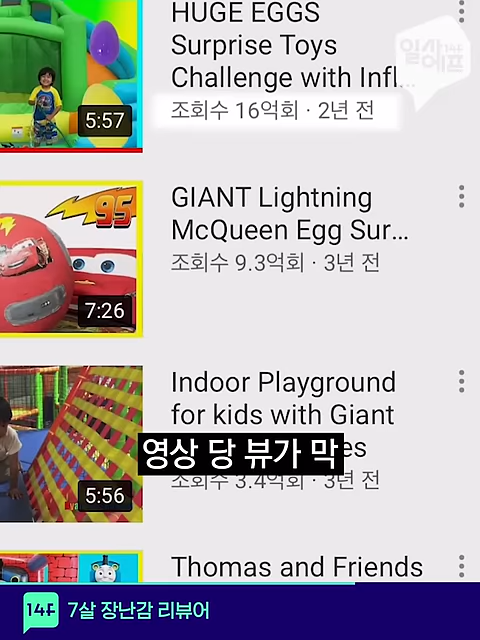 HUGE EGGS
Surprise Toys
Challenge with Infl...
조회수 16억회 · 2년 전
5:57
일사에프
14F
95
GIANT Lightning
McQueen Egg Sur...
조회수 9.3억회 · 3년 전
7:26
Indoor Playground
for kids with Giant
es
영상 당 뷰가 막
조회수 3.4억회 · 3년 전
5:56
Thomas and Friends
14F
7살 장난감 리뷰어